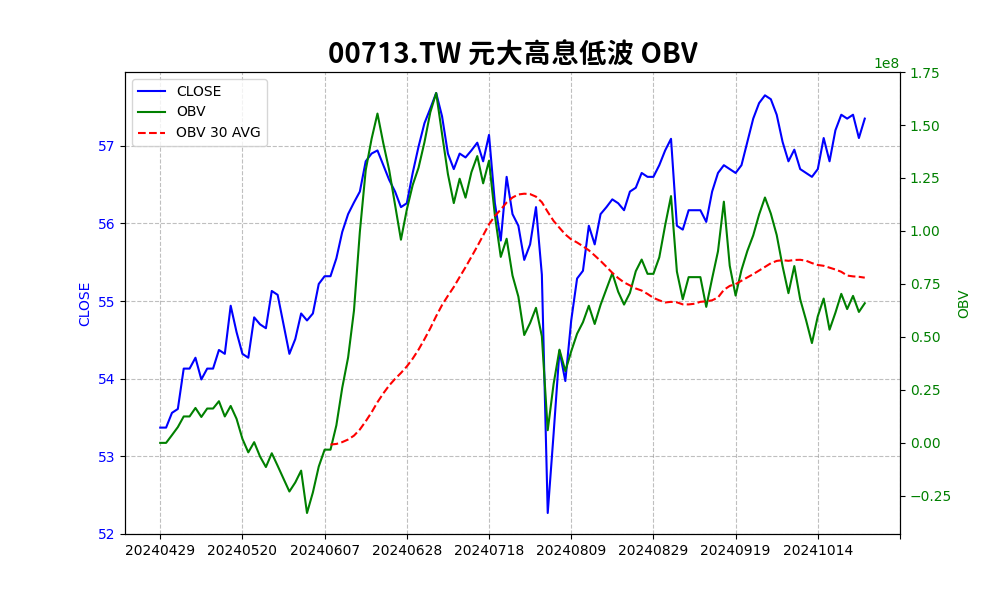 00713.TW 元大高息低波 OBV
1e8
CLOSE
OBV
OBV 30 AVG
57
56
55
54
53
52
CLOSE
1.75
1.50
1.25
1.00
0.75
0.50
0.25
0.00
−0.25
OBV
20240429 20240520 20240607 20240628 20240718 20240809 20240829 20240919 20241014